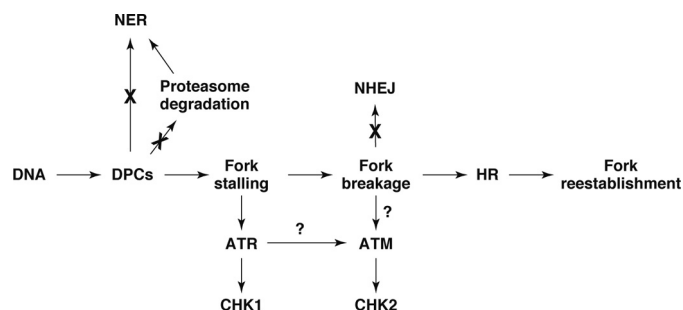 NER
Proteasome
degradation
X
X
NHEJ
X
DNA
DPCs
Fork
stalling
Fork
breakage
HR
Fork
reestablishment
?
?
ATR
ATM
CHK1
CHK2